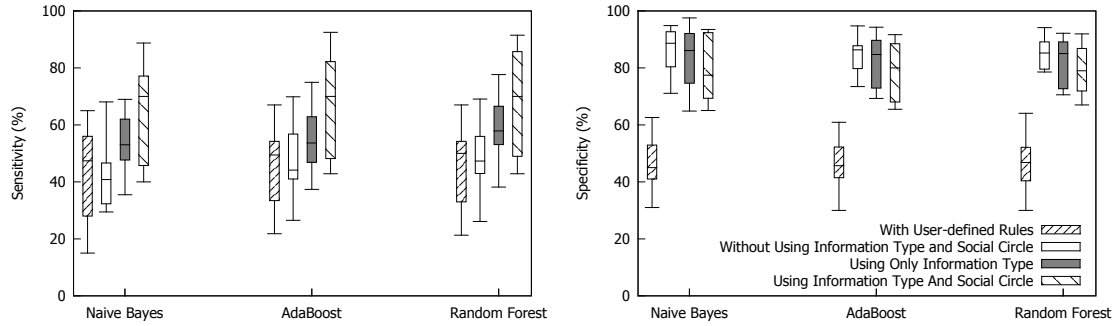 100
80
60
40
20
0
Sensitivity (%)
Naive Bayes AdaBoost Random Forest
100
80
60
40
20
0
Specificity (%)
With User-defined Rules
Without Using Information Type and Social Circle
Using Only Information Type
Using Information Type And Social Circle
Naive Bayes AdaBoost Random Forest